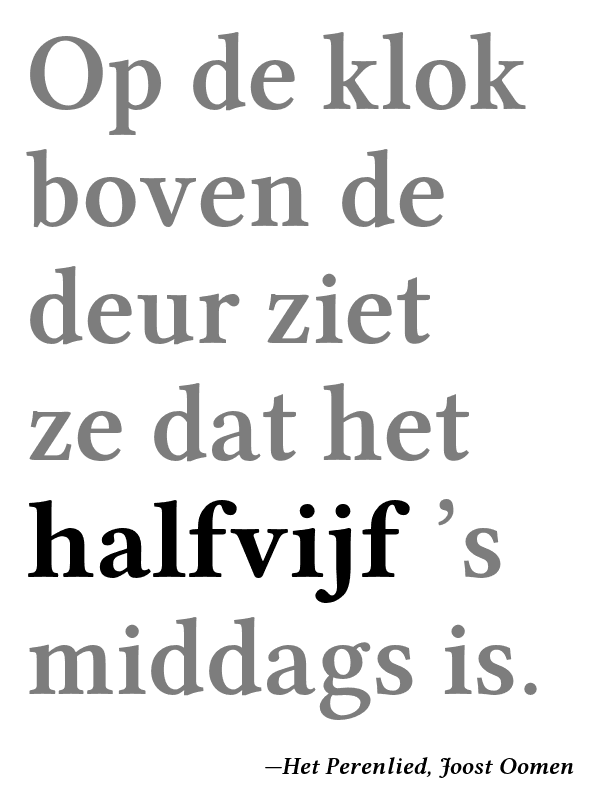 Op de klok
boven de
deur ziet
ze dat het
halfvijf ’s
middags is.
—Het Perenlied, Joost Oomen